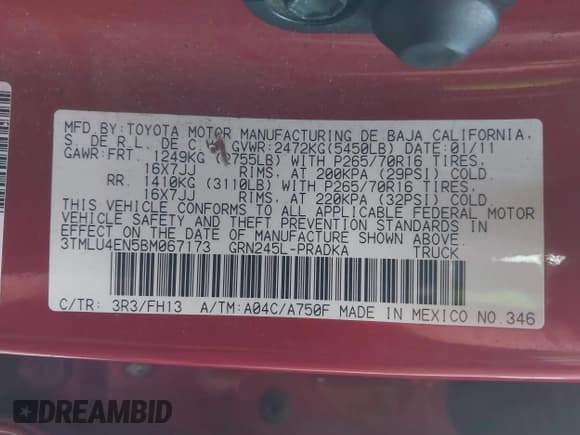 MFD.BY:TOYOTA MOTOR MANUFACTURING DE BAJA CALIFORNIA,
S. DE R.L. DE C. GVWR:2472KG(5450LB) DATE:01/11
GAWR:FRT. 1249KG 755LB) WITH P265/70R16 TIRES,
16X7JJ RIMS, AT 200KPA (29PSI) COLD.
RR. 1410KG (3110LB) WITH P265/70R16 TIRES,
16X7JJ RIMS, AT 220KPA (32PSI) COLD.
THIS VEHICLE CONFORMS TO ALL APPLICABLE FEDERAL MOTOR
VEHICLE SAFETY AND THEFT PREVENTION STANDARDS IN
EFFECT ON THE DATE OF MANUFACTURE SHOWN ABOVE.
3TMLU4EN5BM067173 GRN245L-PRADKA TRUCK
C/TR: 3R3/FH13 A/TM:A04C/A750F MADE IN MEXICO NO.346
DREAMBID